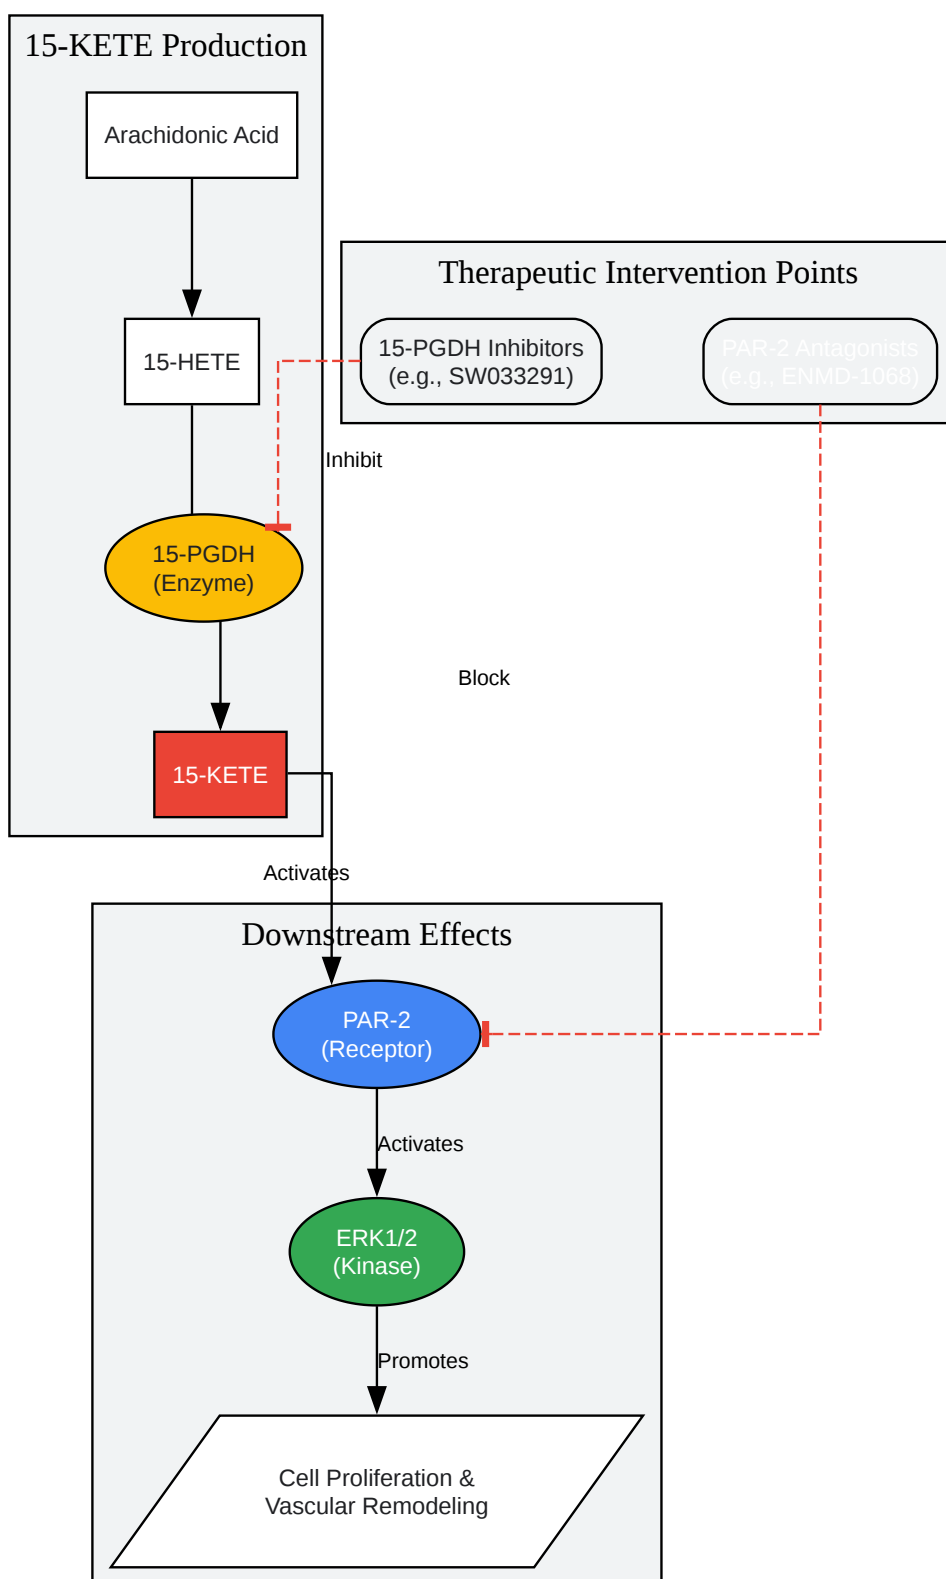 15-KETE Production
Arachidonic Acid
Therapeutic Intervention Points
15-HETE
15-PGDH Inhibitors
(e.g., SW033291)
PAR-2 Antagonists
(e.g., ENMD-1068)
Inhibit
15-PGDH
(Enzyme)
Block
15-KETE
Activates
Downstream Effects
PAR-2
(Receptor)
Activates
ERK1/2
(Kinase)
Promotes
Cell Proliferation &
Vascular Remodeling